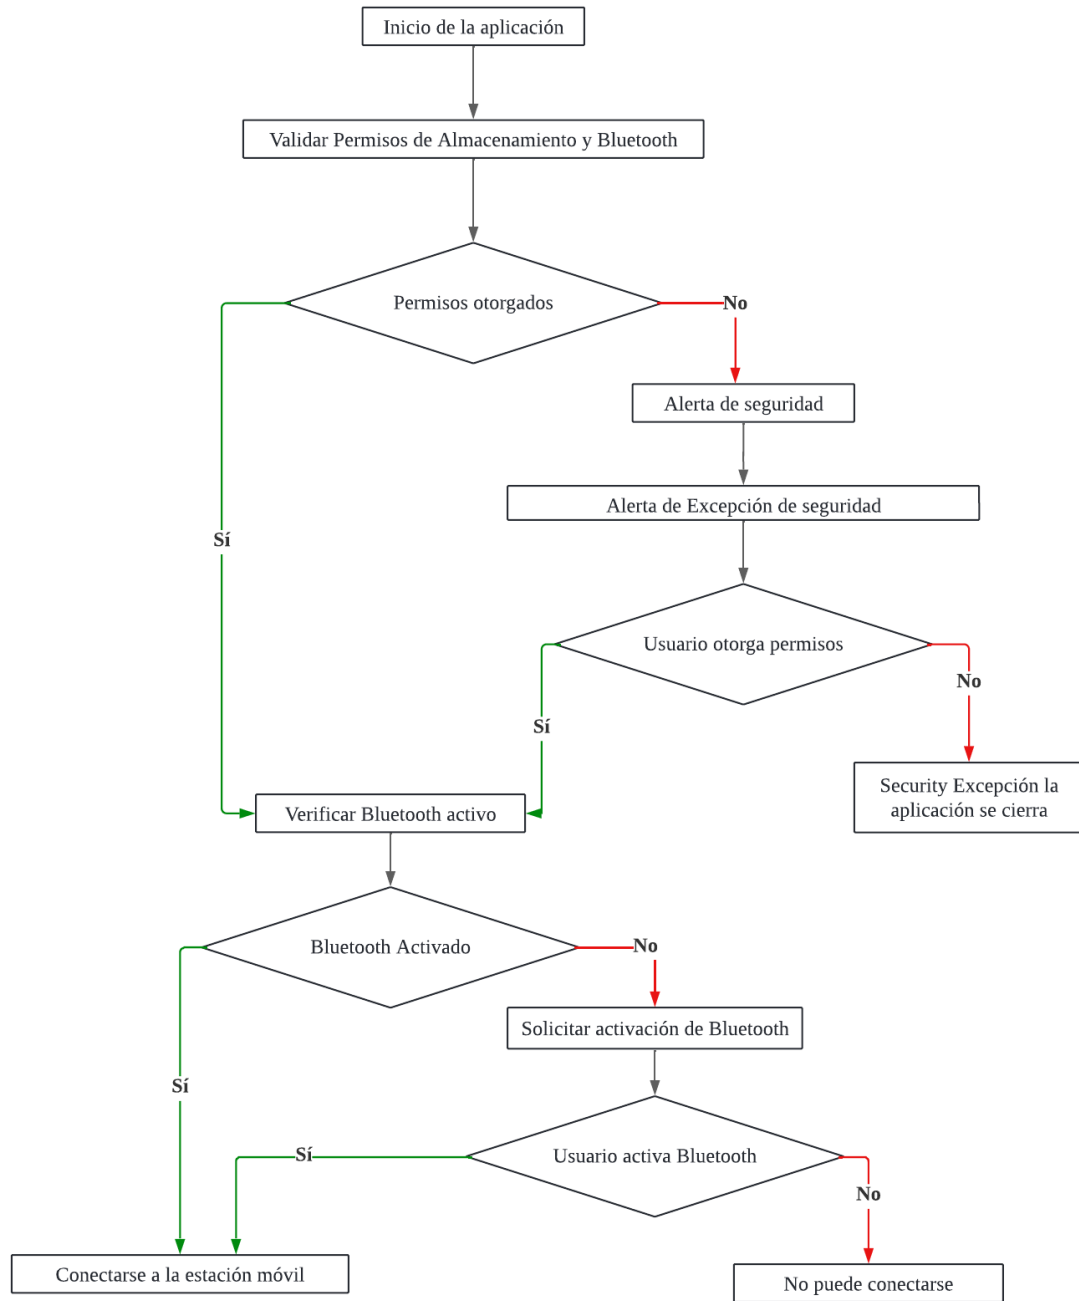 Inicio de la aplicación
Validar Permisos de Almacenamiento y Bluetooth
Permisos otorgados
No
Alerta de seguridad
Alerta de Excepción de seguridad
Sí
Usuario otorga permisos
No
Sí
Security Excepción la
aplicación se cierra
Verificar Bluetooth activo
Bluetooth Activado
No
Solicitar activación de Bluetooth
Sí
Usuario activa Bluetooth
Sí
No
Conectarse a la estación móvil
No puede conectarse